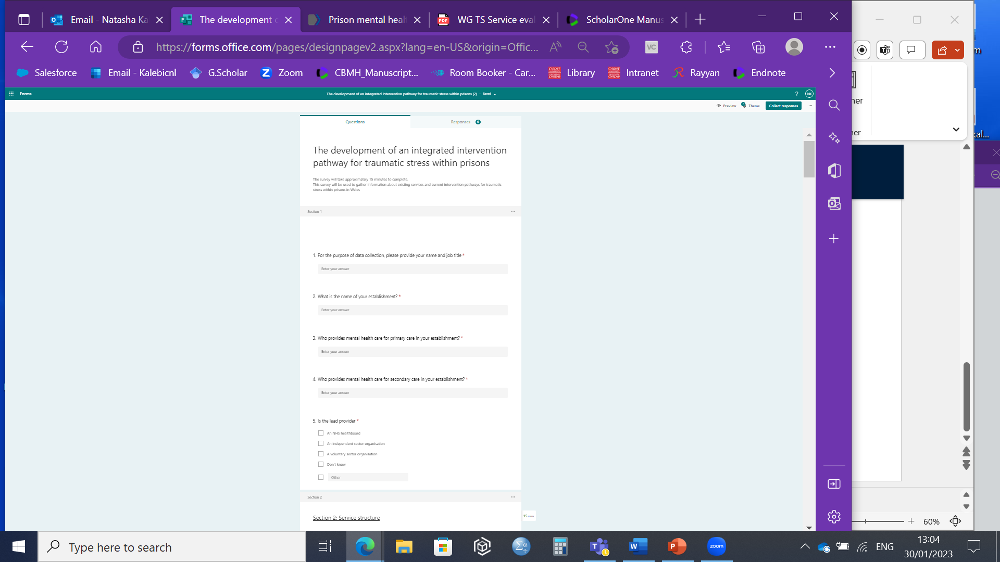 Email - Natasha Ka
The development
Prison mental heal
WG TS Service eval
ScholarOne Manus
https://forms.office.com/pages/designpagev2.aspx?lang=en-US&origin=Offic...
VC
Salesforce
Email - Kalebicnl
G.Scholar
Zoom
CBMH_Manuscript...
Room Booker - Car...
Library
Intranet
Rayyan
Endnote
Forms
The development of an integrated intervention pathway for traumatic stress within prisons (2) - Saved
?
NK
Preview
Theme
Collect responses
Questions
Responses 6
The development of an integrated intervention
pathway for traumatic stress within prisons
The survey will take approximately 15 minutes to complete.
This survey will be used to gather information about existing services and current intervention pathways for traumatic
stress within prisons in Wales
Section 1
1. For the purpose of data collection, please provide your name and job title *
Enter your answer
2. What is the name of your establishment? *
Enter your answer
3. Who provides mental health care for primary care in your establishment? *
Enter your answer
4. Who provides mental health care for secondary care in your establishment? *
Enter your answer
5. Is the lead provider *
An NHS healthboard
An independent sector organisation
A voluntary sector organisation
Don't know
Other
Section 2
Section 2: Service structure
15 mins
ner
ner
m
kal...
60%
Type here to search
zoom
ENG
13:04
30/01/2023